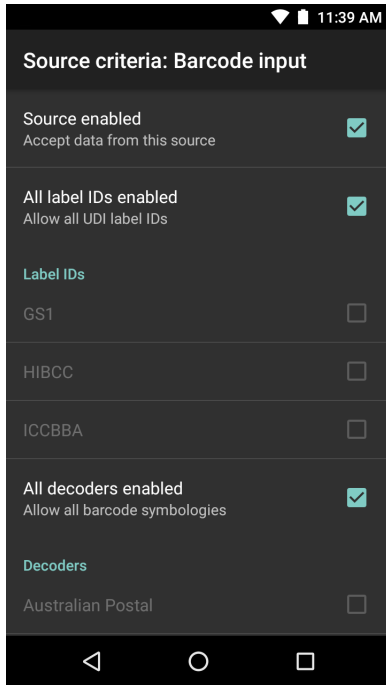 11:39 AM
Source criteria: Barcode input
Source enabled
Accept data from this source
All label IDs enabled
Allow all UDI label IDs
Label IDs
GS1
HIBCC
ICCBBA
All decoders enabled
Allow all barcode symbologies
Decoders
Australian Postal